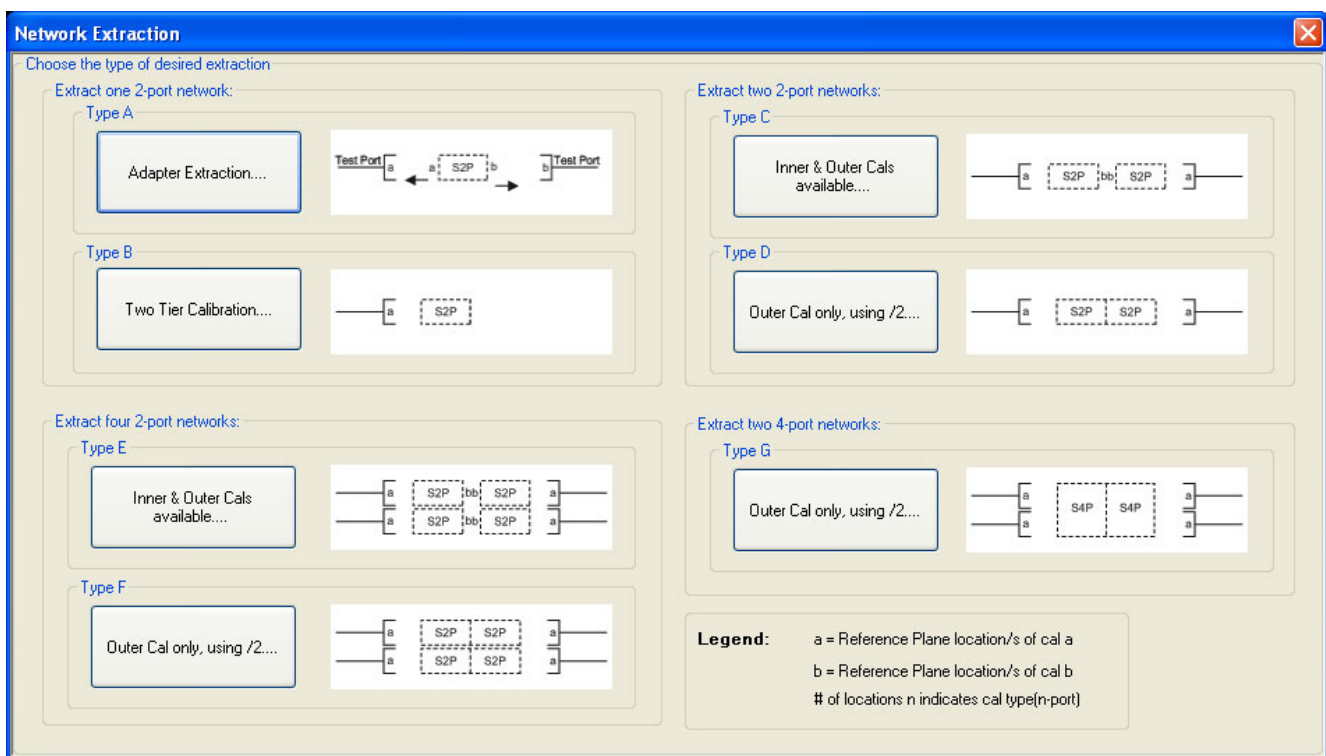 Network Extraction
Choose the type of desired extraction
Extract one 2-port network:
Type A
Adapter Extraction....
Test Port a a S2P b b Test Port
Type B
Two Tier Calibration....
a S2P
Extract two 2-port networks:
Type C
Inner & Outer Cals
available....
a S2P bb S2P a
Type D
Outer Cal only, using /2....
a S2P S2P a
Extract four 2-port networks:
Type E
Inner & Outer Cals
available....
a S2P bb S2P a
a S2P bb S2P a
Type F
Outer Cal only, using /2....
a S2P S2P a
a S2P S2P a
Extract two 4-port networks:
Type G
Outer Cal only, using /2....
a a
S4P S4P
a a
Legend: a = Reference Plane location/s of cal a
b = Reference Plane location/s of cal b
# of locations n indicates cal type(n-port)